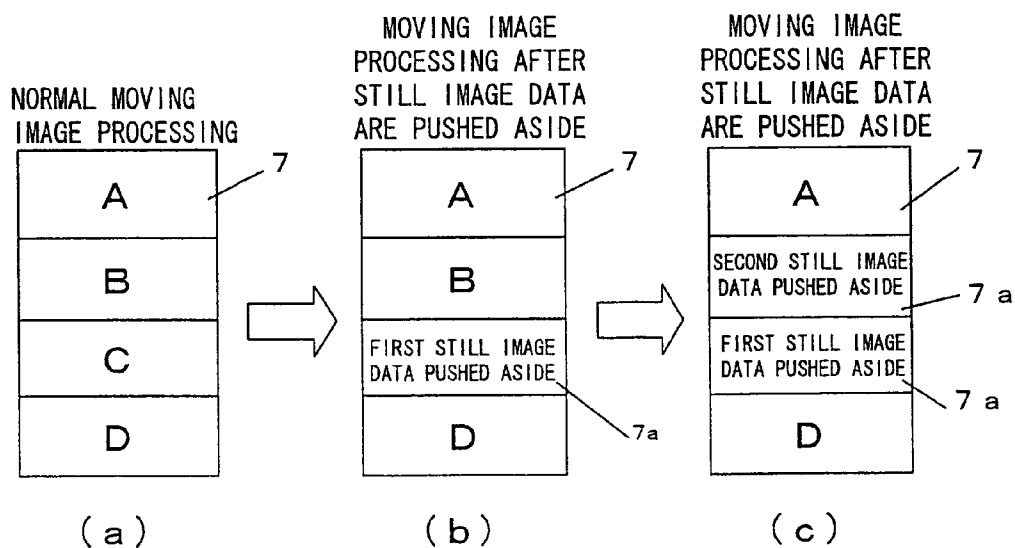 NORMAL MOVING
IMAGE PROCESSING
A
7
B
C
D
(a)
MOVING IMAGE
PROCESSING AFTER
STILL IMAGE DATA
ARE PUSHED ASIDE
A
7
B
FIRST STILL IMAGE
DATA PUSHED ASIDE
7a
D
(b)
MOVING IMAGE
PROCESSING AFTER
STILL IMAGE DATA
ARE PUSHED ASIDE
A
7
SECOND STILL IMAGE
DATA PUSHED ASIDE
7a
FIRST STILL IMAGE
DATA PUSHED ASIDE
7a
D
(c)